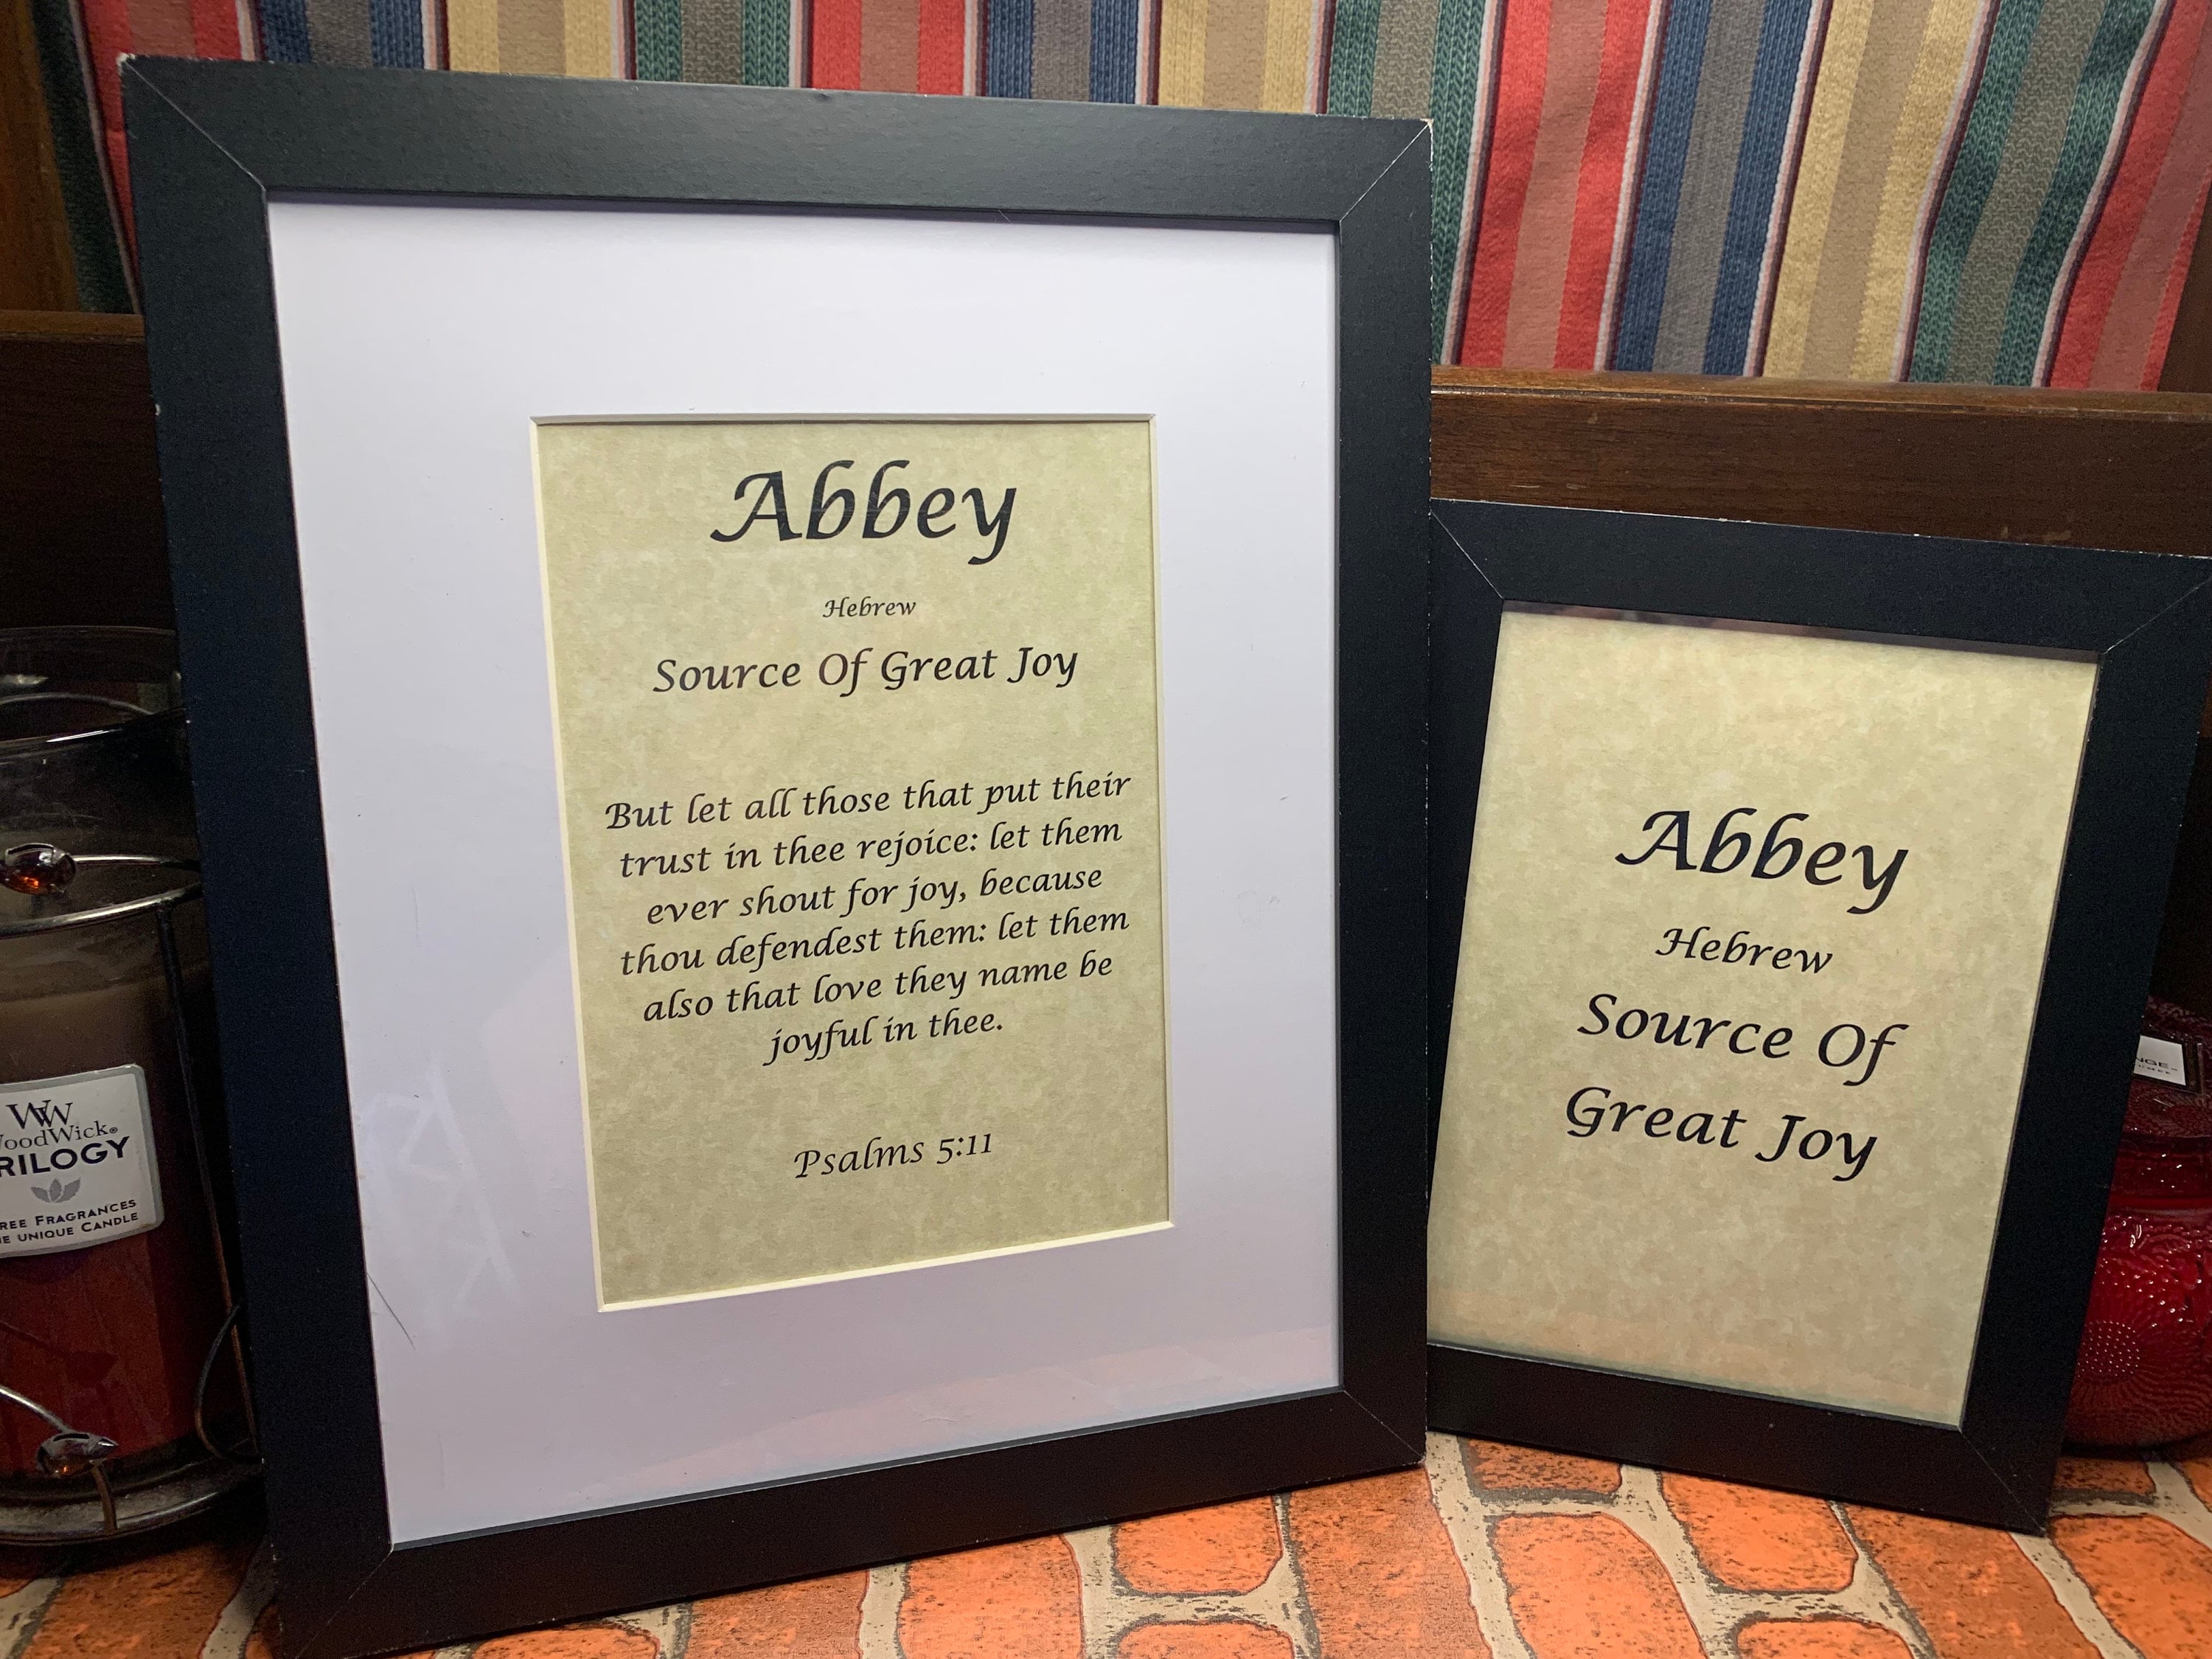 Abbey
Hebrew
Source Of Great Joy
But let all those that put their
trust in thee rejoice: let them
ever shout for joy, because
thou defendest them: let them
also that love they name be
joyful in thee.
Psalms 5:11
Abbey
Hebrew
Source Of
Great Joy
WW
WoodWick®
RILOGY
REE FRAGRANCES
NE UNIQUE CANDLE